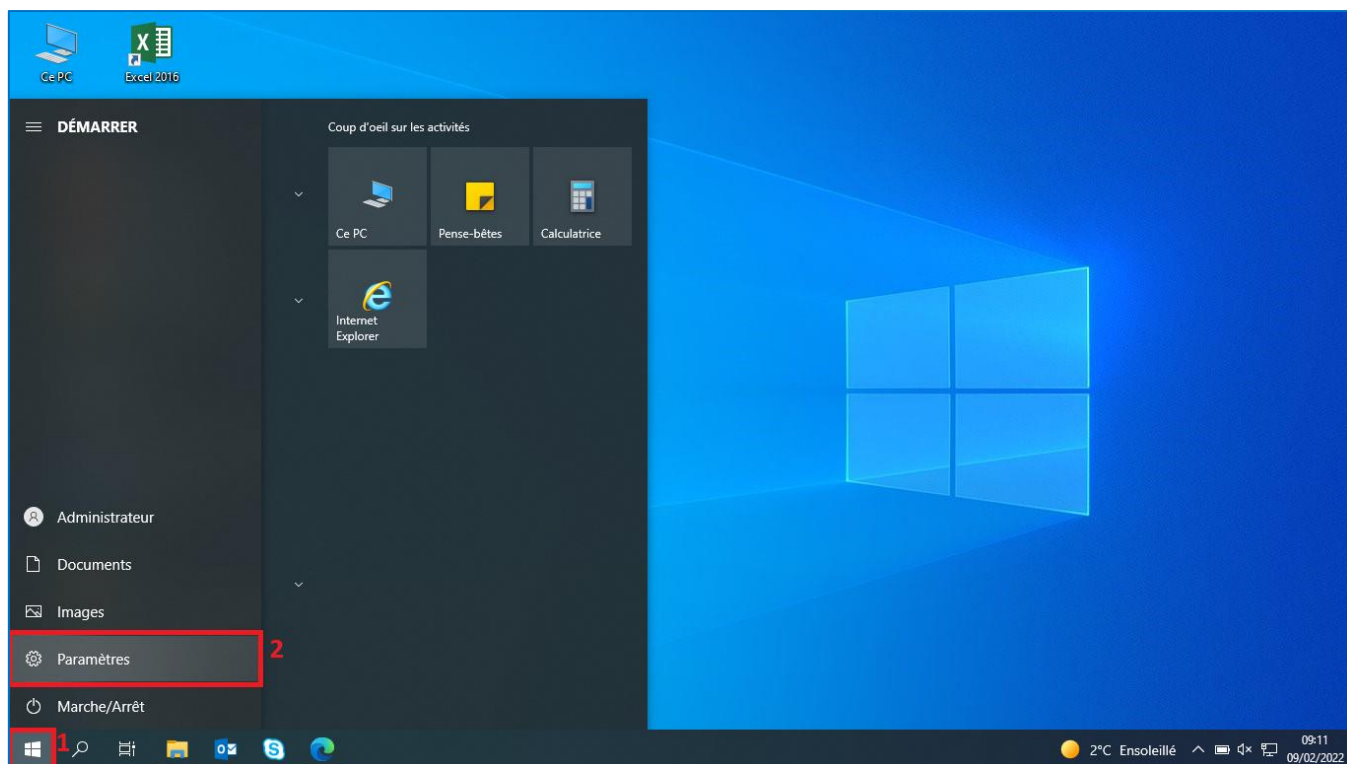 Ce PC
Excel 2016
DÉMARRER
Coup d'oeil sur les activités
Ce PC
Pense-bêtes
Calculatrice
Internet
Explorer
Administrateur
Documents
Images
Paramètres
2
Marche/Arrêt
1
2°C Ensoleillé
09:11
09/02/2022